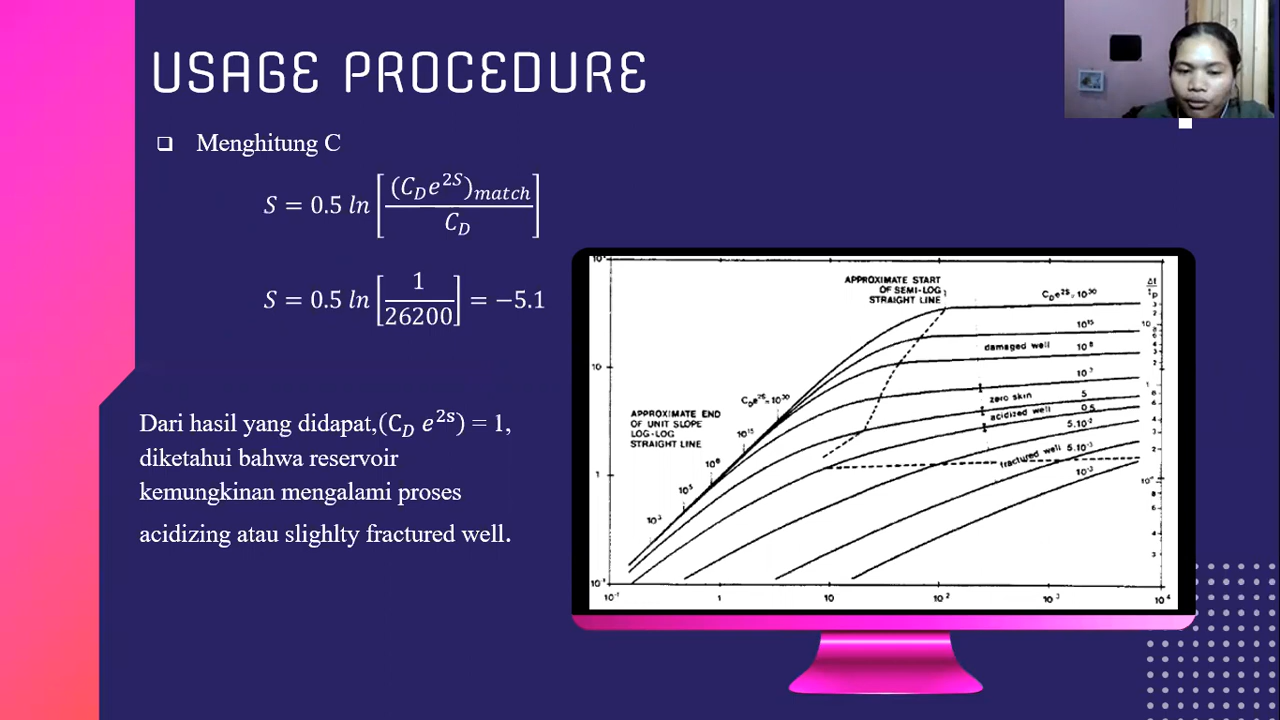 USAGE PROCEDURE
❑ Menghitung C
S = 0.5 ln [(C_D e^{2S})_{match} / C_D]
S = 0.5 ln [1 / 26200] = −5.1
Dari hasil yang didapat,(C_D e^{2s}) = 1,
diketahui bahwa reservoir
kemungkinan mengalami proses
acidizing atau slighlty fractured well.
APPROXIMATE START
OF SEMI-LOG
STRAIGHT LINE
C_D e^{2S} = 10^{30}
Δt
t_p
10^{15}
damaged well
10^8
10
10^3
C_D e^{2S} = 10^{30}
zero skin
5
acidized well
0.5
APPROXIMATE END
OF UNIT SLOPE
LOG-LOG
STRAIGHT LINE
10^{15}
5.10^{-2}
fractured well
5.10^{-3}
10^{-3}
1
10^3
10^{-1}
1
10
10^2
10^3
10^4